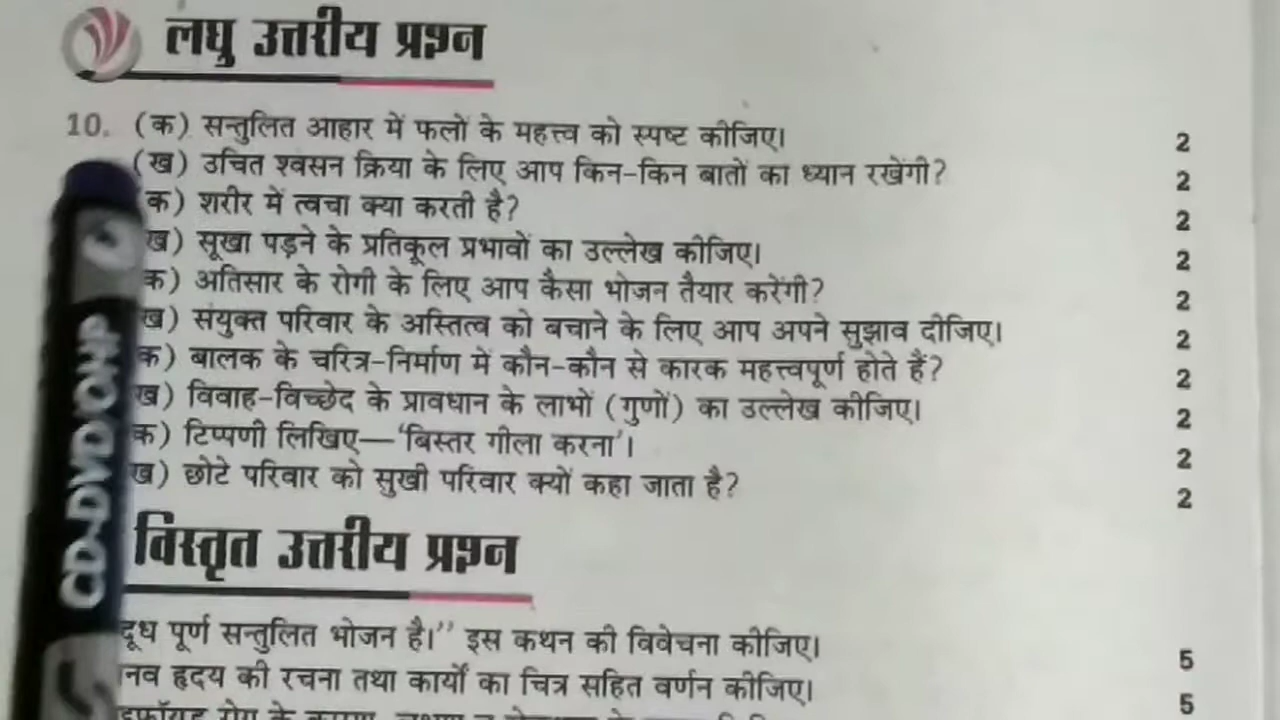 लघु उत्तरीय प्रश्न
10. (क) सन्तुलित आहार में फलों के महत्त्व को स्पष्ट कीजिए। 2
(ख) उचित श्वसन क्रिया के लिए आप किन-किन बातों का ध्यान रखेंगी? 2
क) शरीर में त्वचा क्या करती है? 2
ख) सूखा पड़ने के प्रतिकूल प्रभावों का उल्लेख कीजिए। 2
क) अतिसार के रोगी के लिए आप कैसा भोजन तैयार करेंगी? 2
ख) संयुक्त परिवार के अस्तित्व को बचाने के लिए आप अपने सुझाव दीजिए। 2
क) बालक के चरित्र-निर्माण में कौन-कौन से कारक महत्त्वपूर्ण होते हैं? 2
ख) विवाह-विच्छेद के प्रावधान के लाभों (गुणों) का उल्लेख कीजिए। 2
क) टिप्पणी लिखिए—'बिस्तर गीला करना'। 2
ख) छोटे परिवार को सुखी परिवार क्यों कहा जाता है? 2
विस्तृत उत्तरीय प्रश्न
दूध पूर्ण सन्तुलित भोजन है।'' इस कथन की विवेचना कीजिए। 5
नव हृदय की रचना तथा कार्यों का चित्र सहित वर्णन कीजिए। 5
रोग के कारण,
CD-DVD/OHP